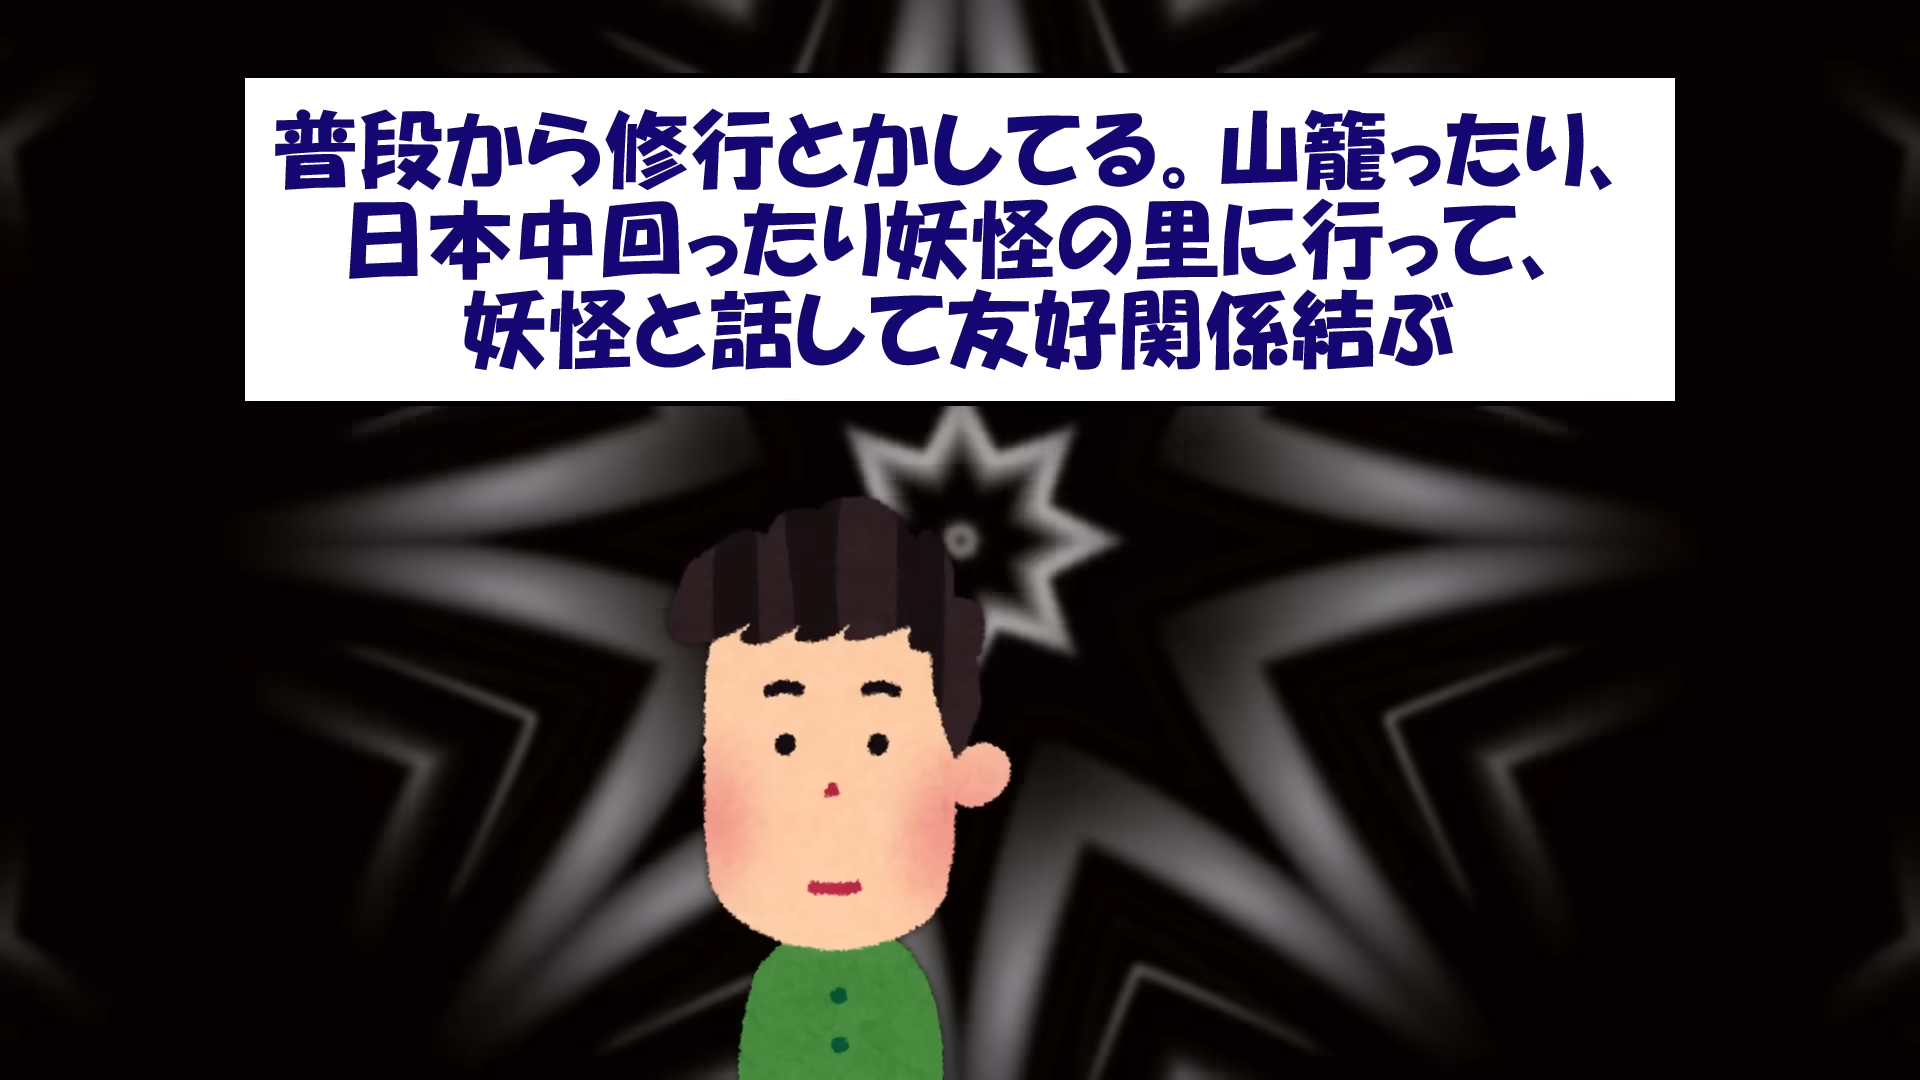 普段から修行とかしてる。山籠ったり、
日本中回ったり妖怪の里に行って、
妖怪と話して友好関係結ぶ